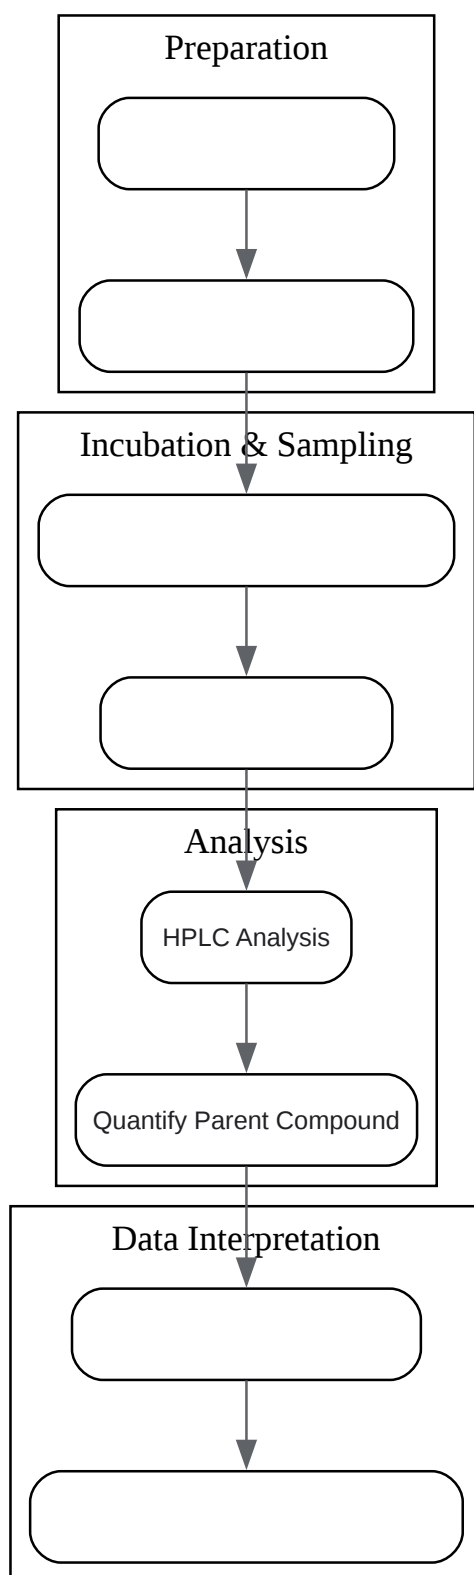 Preparation
Incubation & Sampling
Analysis
HPLC Analysis
Quantify Parent Compound
Data Interpretation